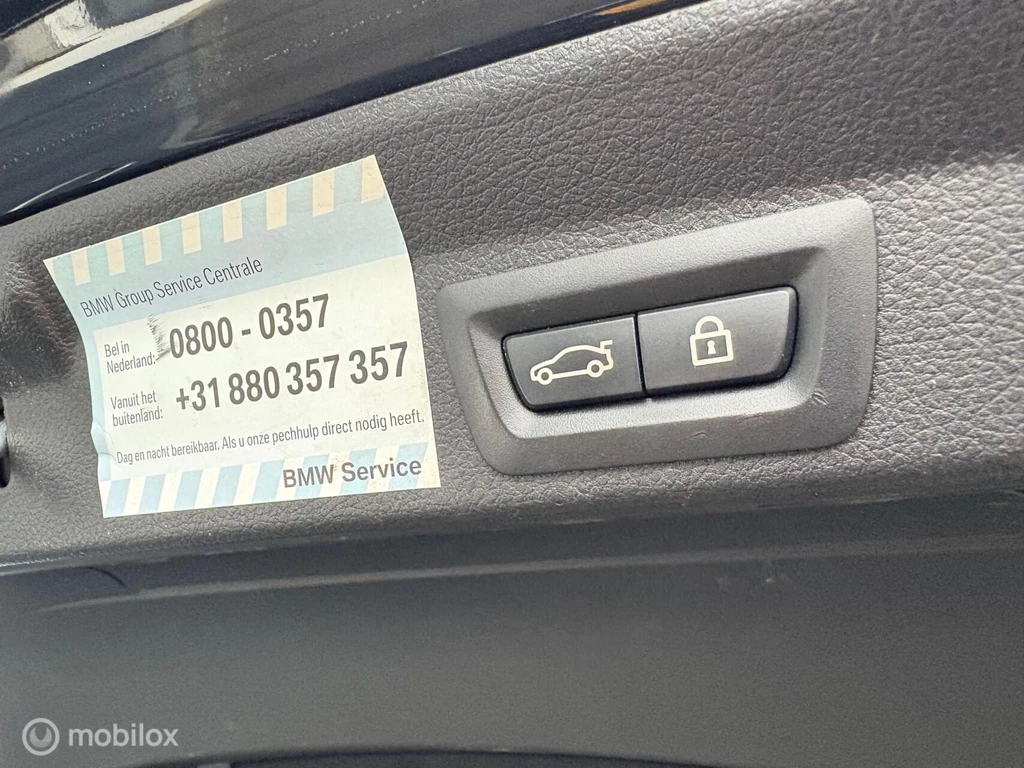 BMW Group Service Centrale
Bel in
Nederland:
0800 - 0357
Vanuit het
buitenland:
+31 880 357 357
Dag en nacht bereikbaar. Als u onze pechhulp direct nodig heeft.
BMW Service
mobilox